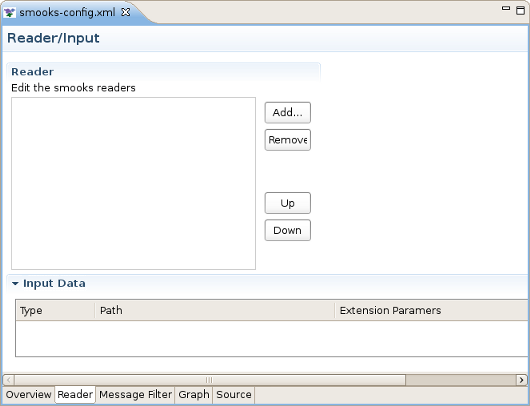 smooks-config.xml
Reader/Input
Reader
Edit the smooks readers
Add...
Remove
Up
Down
Input Data
Type Path Extension Paramers
Overview Reader Message Filter Graph Source